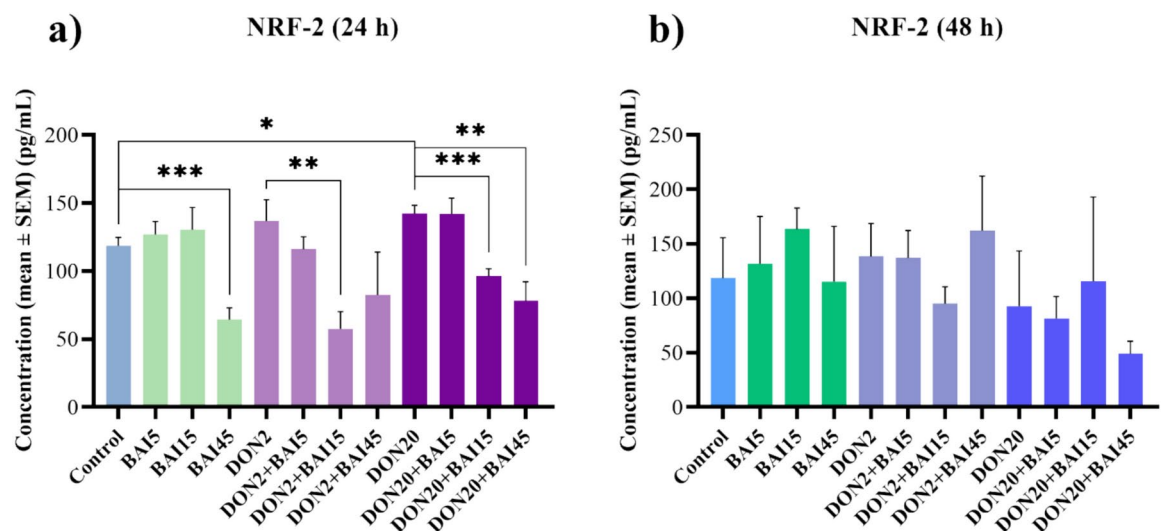 a)
NRF-2 (24 h)
Concentration (mean ± SEM) (pg/mL)
200
150
100
50
0
*
**
***
**
***
Control
BAI5
BAI15
BAI45
DON2
DON2+BAI5
DON2+BAI15
DON2+BAI45
DON20
DON20+BAI5
DON20+BAI15
DON20+BAI45
b)
NRF-2 (48 h)
Concentration (mean ± SEM) (pg/mL)
250
200
150
100
50
0
Control
BAI5
BAI15
BAI45
DON2
DON2+BAI5
DON2+BAI15
DON2+BAI45
DON20
DON20+BAI5
DON20+BAI15
DON20+BAI45